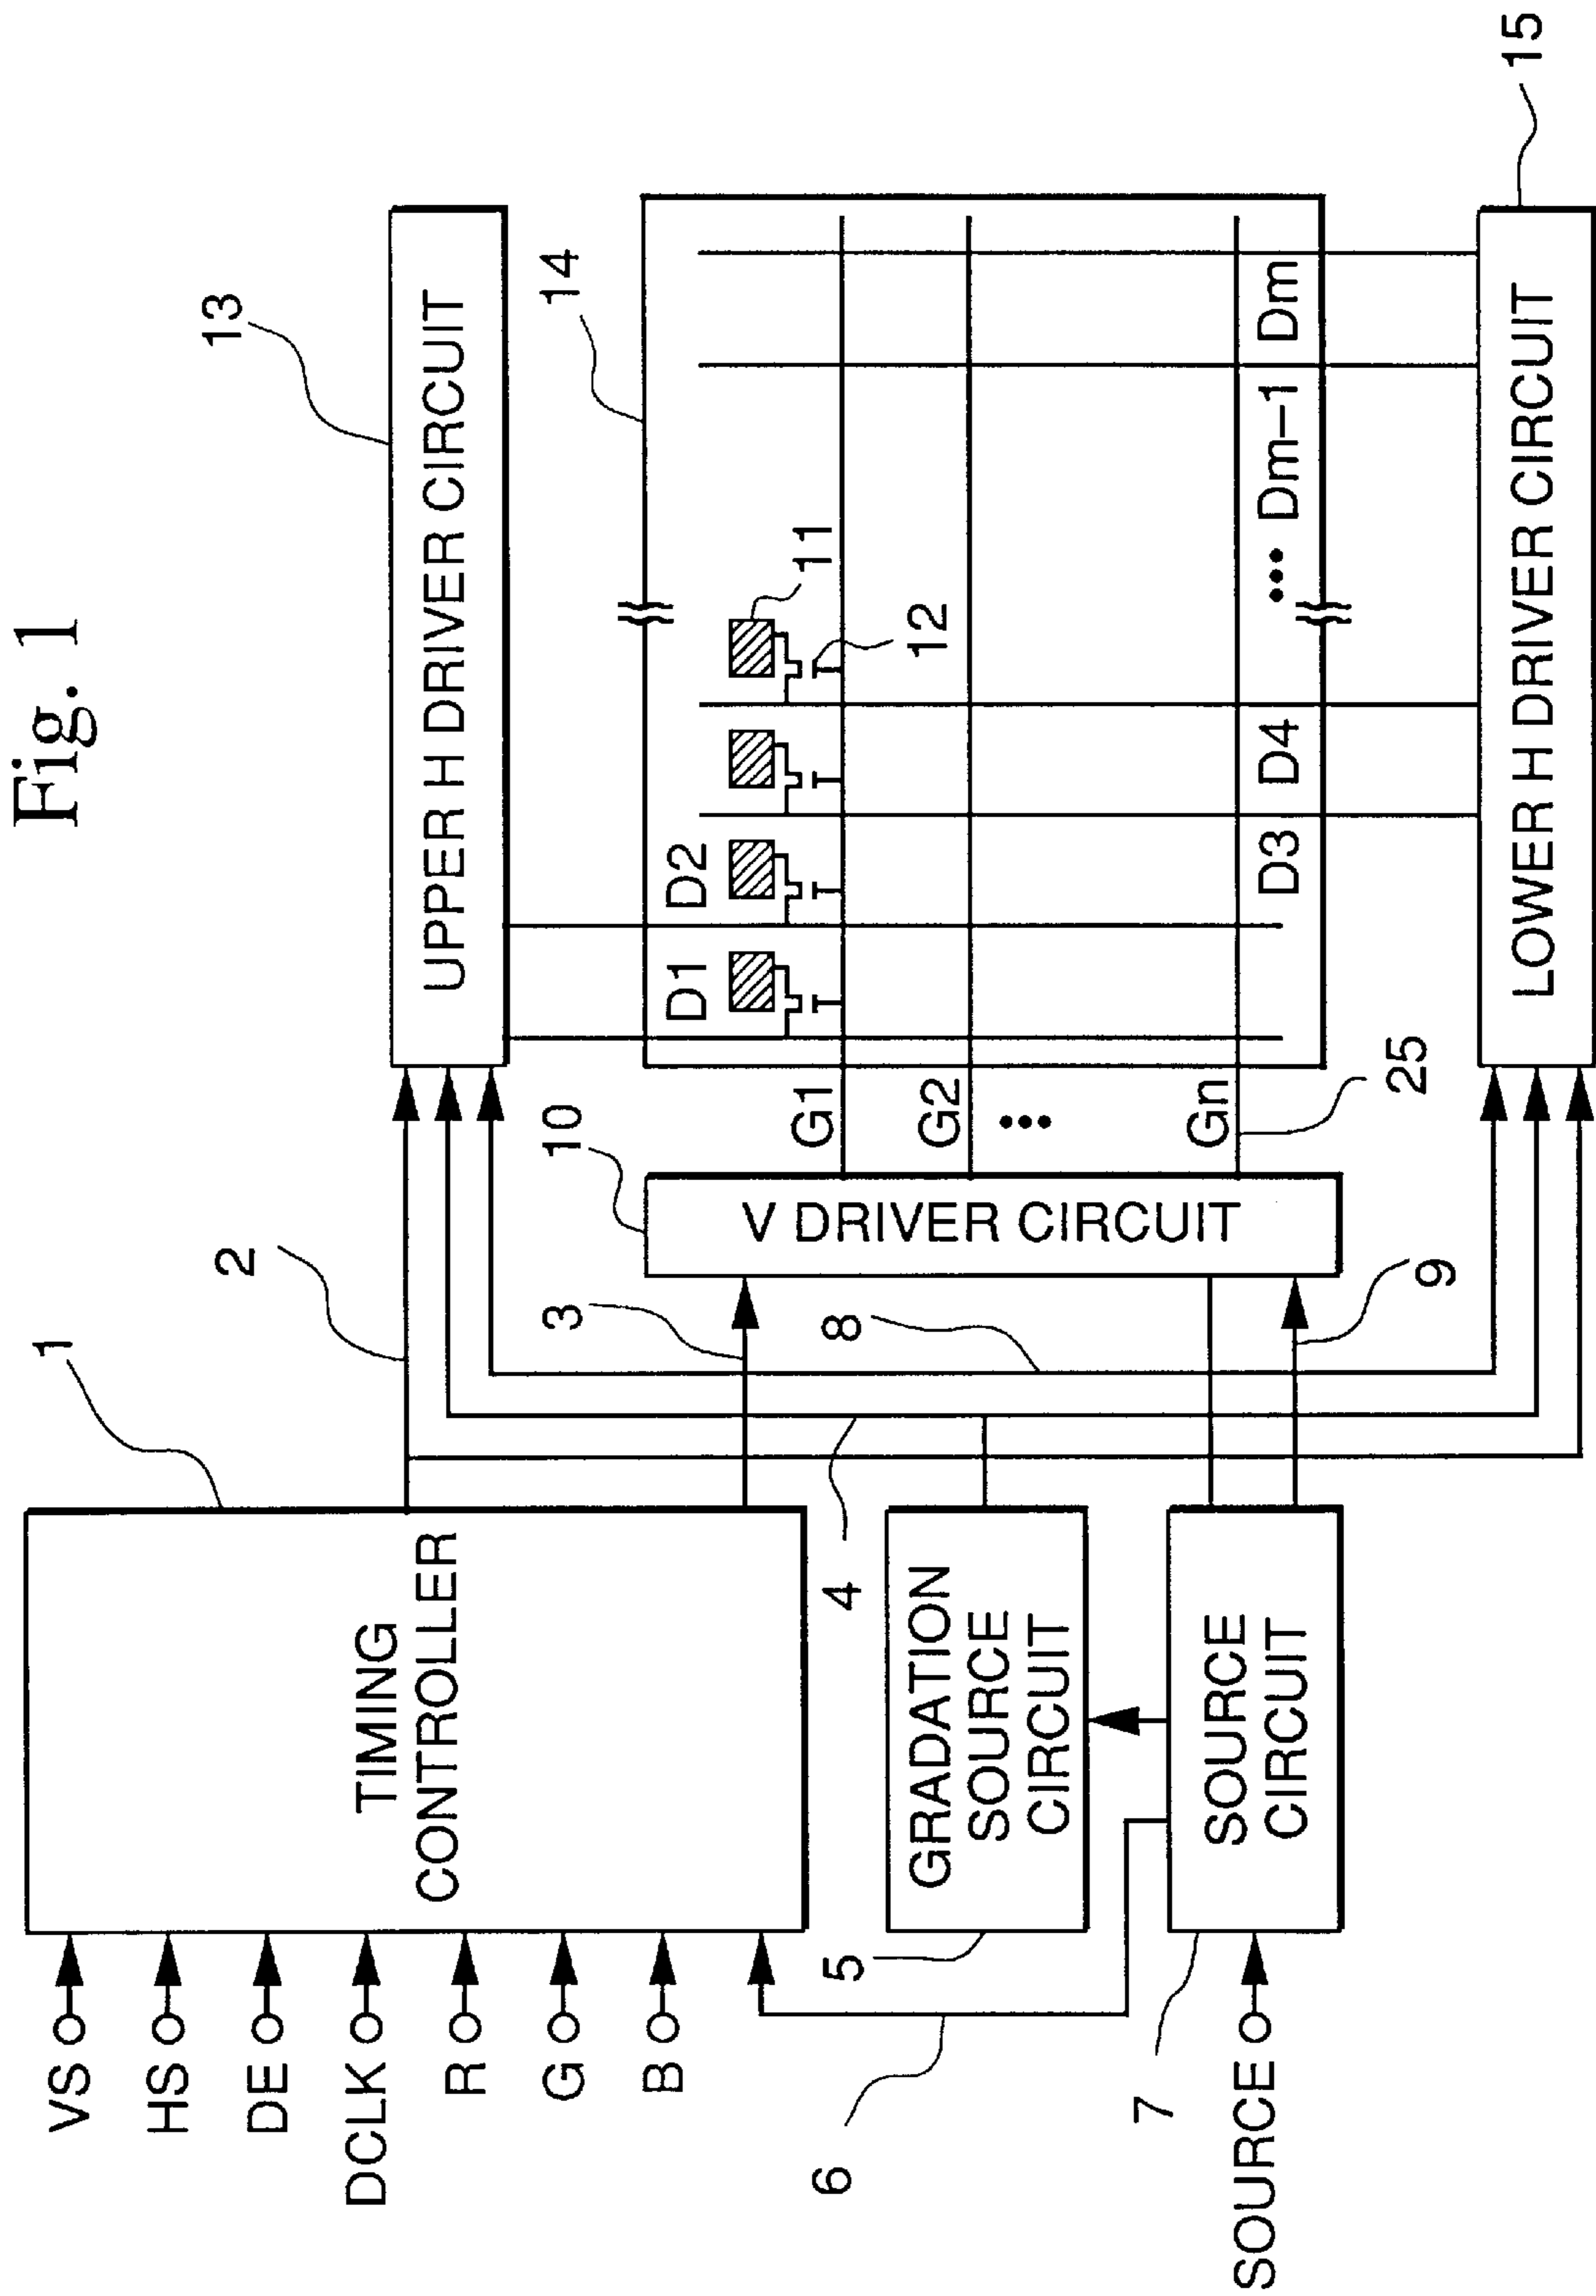 Fig. 1
13
UPPER H DRIVER CIRCUIT
2
1
14
D1
D2
11
12
10
G1
G2
•••
Gn
25
V DRIVER CIRCUIT
D3
D4
••• Dm–1
Dm
VS
HS
DE
DCLK
R
G
B
TIMING
CONTROLLER
3
8
4
9
5
GRADATION
SOURCE
CIRCUIT
6
7
SOURCE
SOURCE
CIRCUIT
LOWER H DRIVER CIRCUIT
15